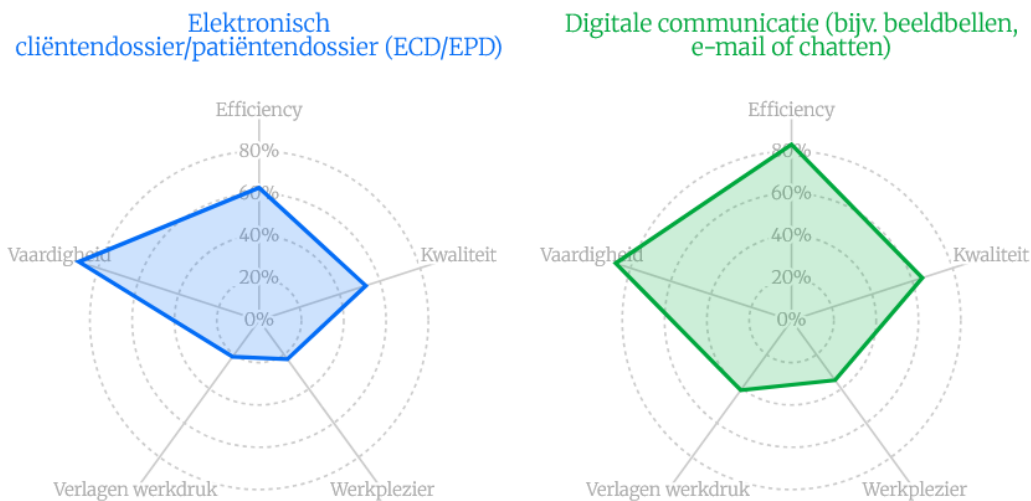 Elektronisch
cliëntendossier/patiëntendossier (ECD/EPD)
Efficiency
80%
60%
40%
20%
0%
Vaardigheid
Kwaliteit
Verlagen werkdruk
Werkplezier
Digitale communicatie (bijv. beeldbellen,
e-mail of chatten)
Efficiency
80%
60%
40%
20%
0%
Vaardigheid
Kwaliteit
Verlagen werkdruk
Werkplezier